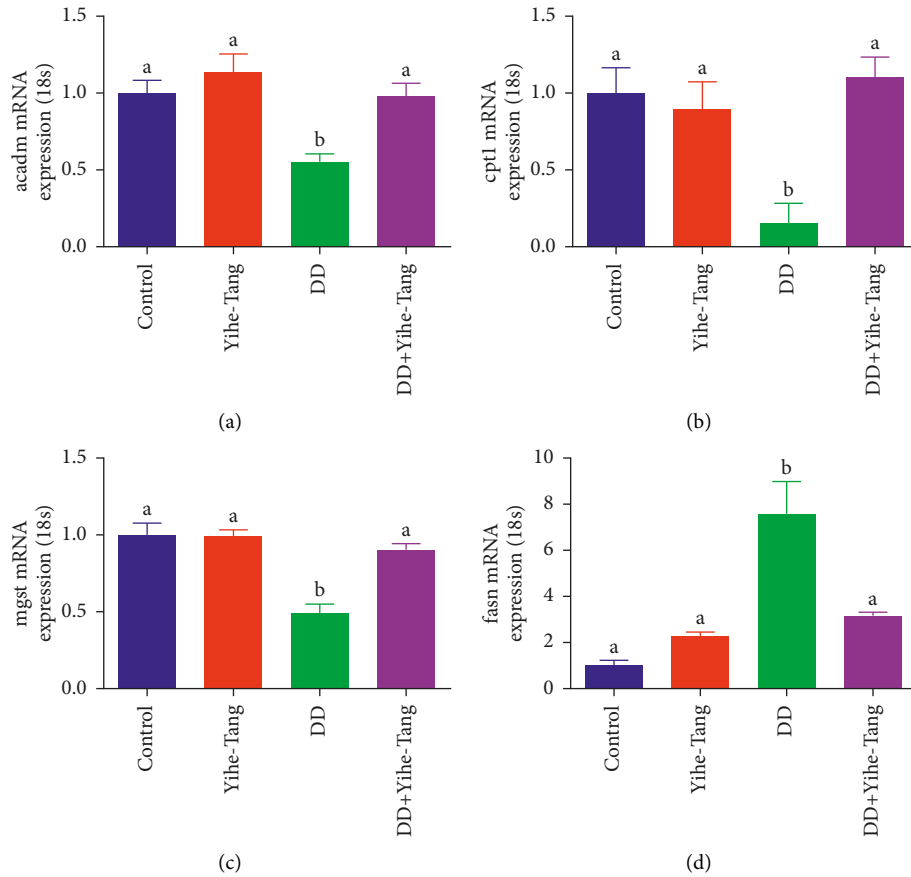 acadm mRNA
expression (18s)
1.5
1.0
0.5
0.0
a
a
b
a
Control
Yihe-Tang
DD
DD+Yihe-Tang
(a)
cpt1 mRNA
expression (18s)
1.5
1.0
0.5
0.0
a
a
b
a
Control
Yihe-Tang
DD
DD+Yihe-Tang
(b)
mgst mRNA
expression (18s)
1.5
1.0
0.5
0.0
a
a
b
a
Control
Yihe-Tang
DD
DD+Yihe-Tang
(c)
fasn mRNA
expression (18s)
10
8
6
4
2
0
a
a
b
a
Control
Yihe-Tang
DD
DD+Yihe-Tang
(d)